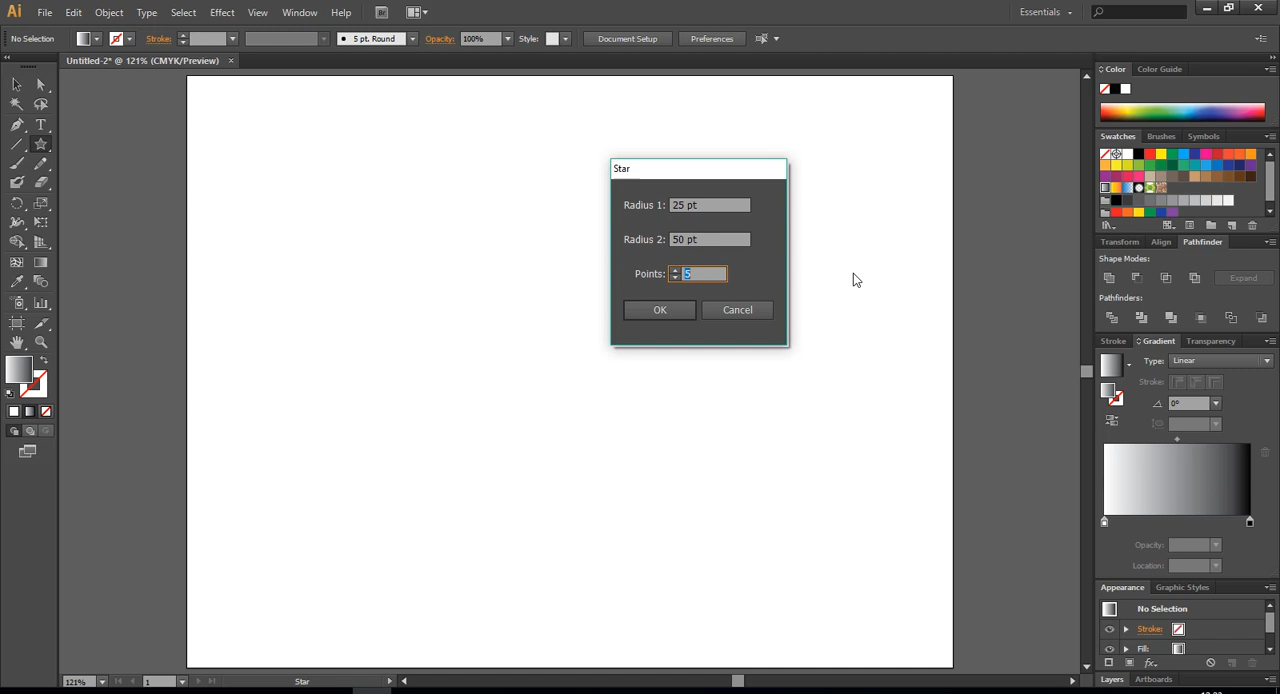 Ai File Edit Object Type Select Effect View Window Help Br Essentials
No Selection Stroke: 5 pt. Round Opacity: 100% Style: Document Setup Preferences
Untitled-2* @ 121% (CMYK/Preview) ×
Star
Radius 1: 25 pt
Radius 2: 50 pt
Points: 5
OK Cancel
Color Color Guide
Swatches Brushes Symbols
Transform Align Pathfinder
Shape Modes:
Expand
Pathfinders:
Stroke Gradient Transparency
Type: Linear
Stroke:
0°
Opacity:
Location:
Appearance Graphic Styles
No Selection
Stroke:
Fill:
fx
Layers Artboards
121% 1 Star